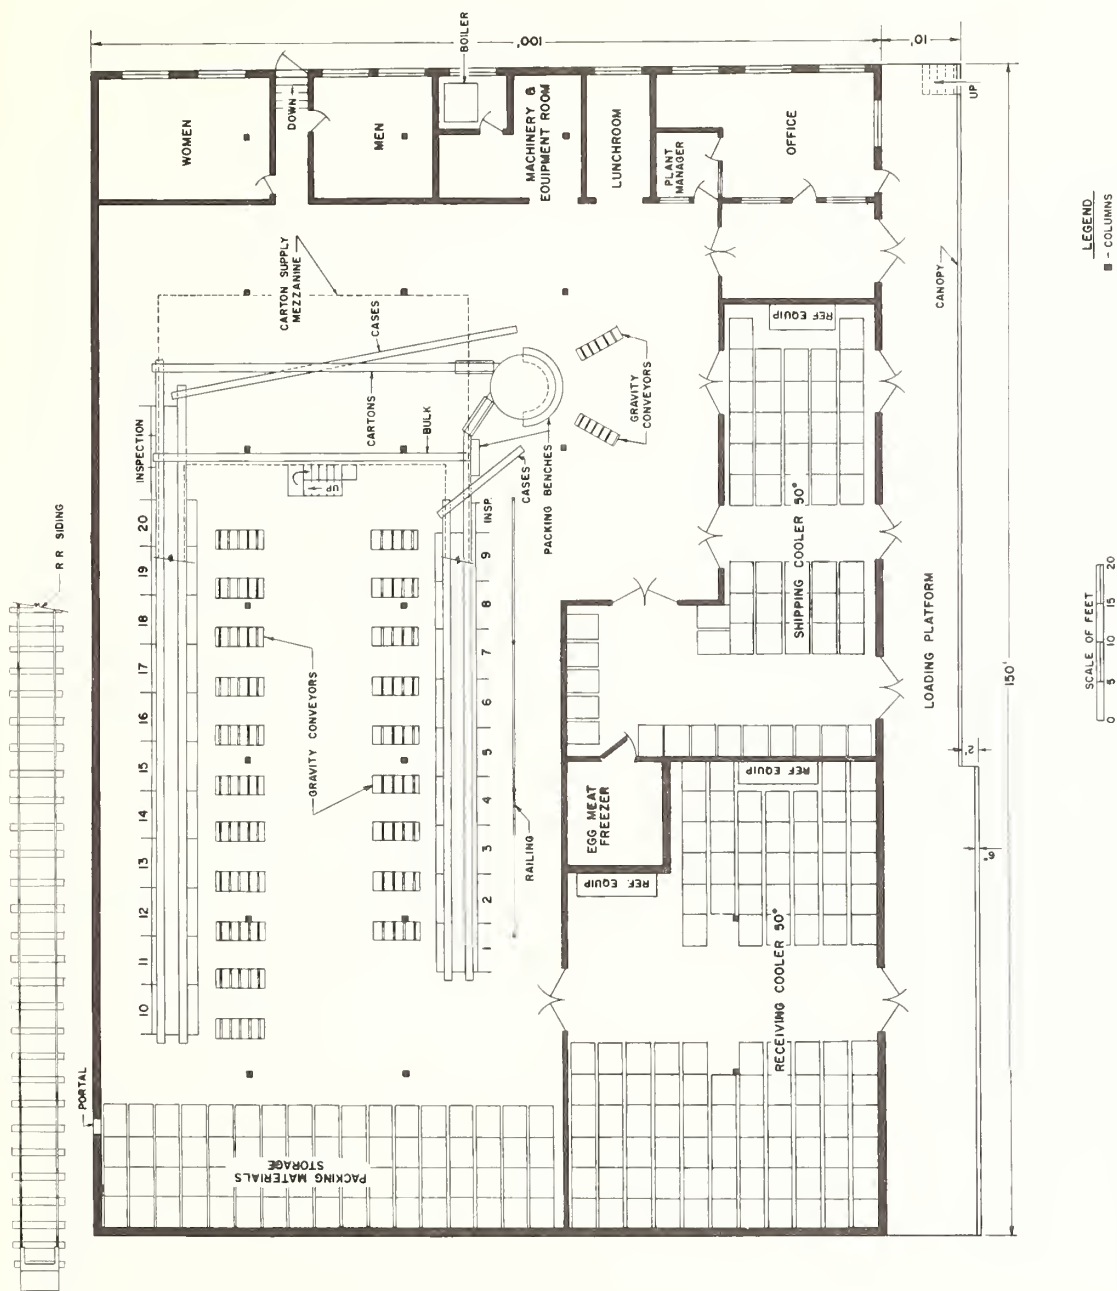 BOILER
100'
10'
WOMEN
DOWN
MEN
MACHINERY &
EQUIPMENT ROOM
LUNCHROOM
PLANT
MANAGER
OFFICE
UP
CARTON SUPPLY
MEZZANINE
CASES
CARTONS
BULK
INSPECTION
GRAVITY
CONVEYORS
REF EQUIP
CANOPY
LEGEND
- COLUMNS
R R SIDING
UP
CASES
PACKING BENCHES
INSP.
20
19
18
17
16
15
14
13
12
11
10
GRAVITY CONVEYORS
9
8
7
6
5
4
3
2
1
RAILING
SHIPPING COOLER 50°
LOADING PLATFORM
150'
SCALE OF FEET
0 5 10 15 20
EGG MEAT
FREEZER
REF EQUIP
REF. EQUIP
2'
6"
RECEIVING COOLER 50°
PORTAL
PACKING MATERIALS
STORAGE